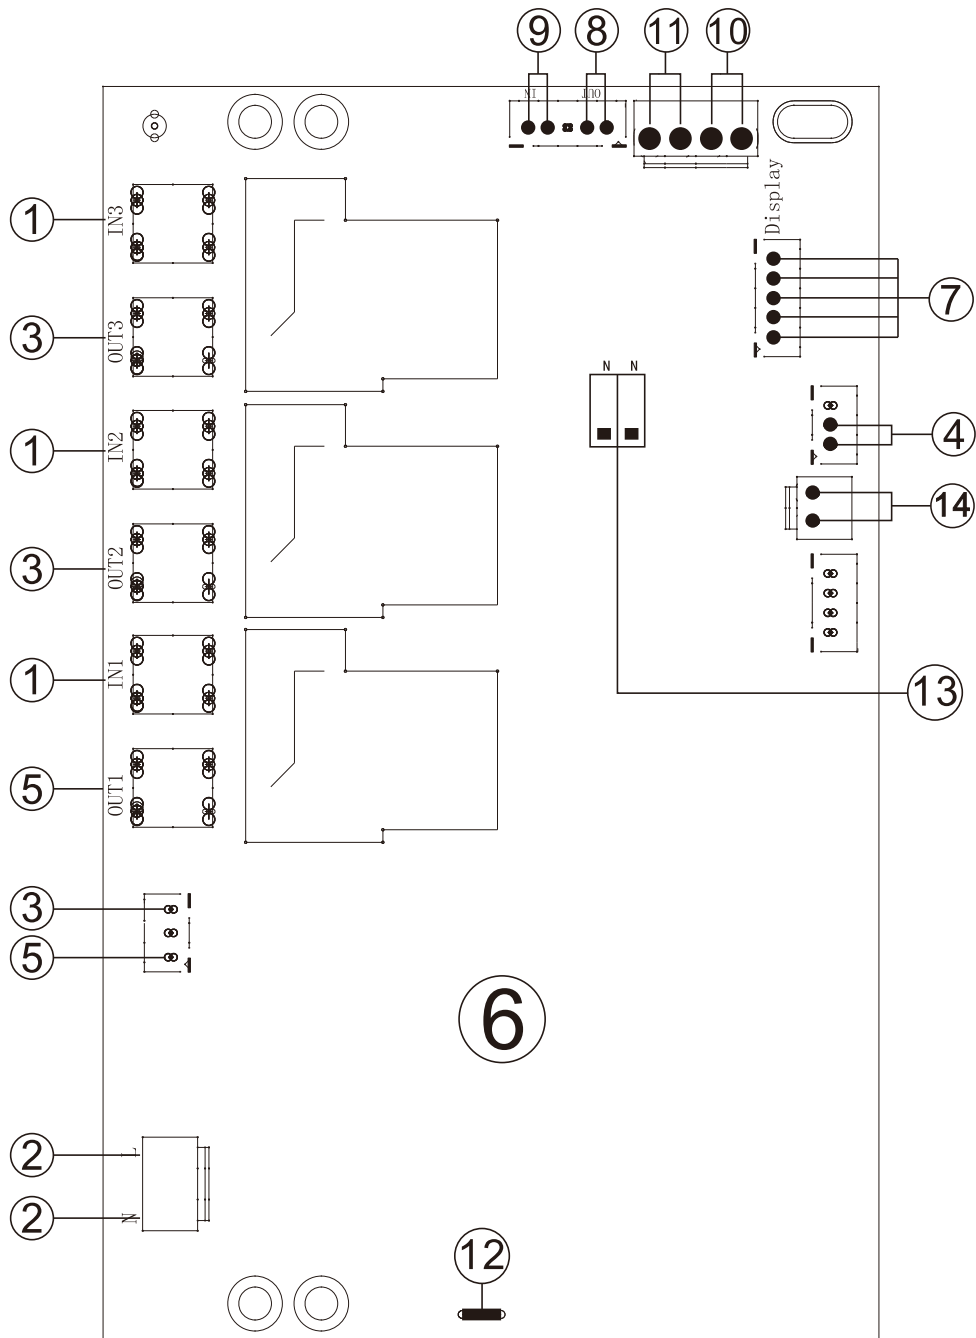 9 8 11 10
IN OUT
Display
1 IN3
7
3 OUT3
N N
1 IN2
4
14
3 OUT2
1 IN1
13
5 OUT1
3
5
6
2 L
2 N
12